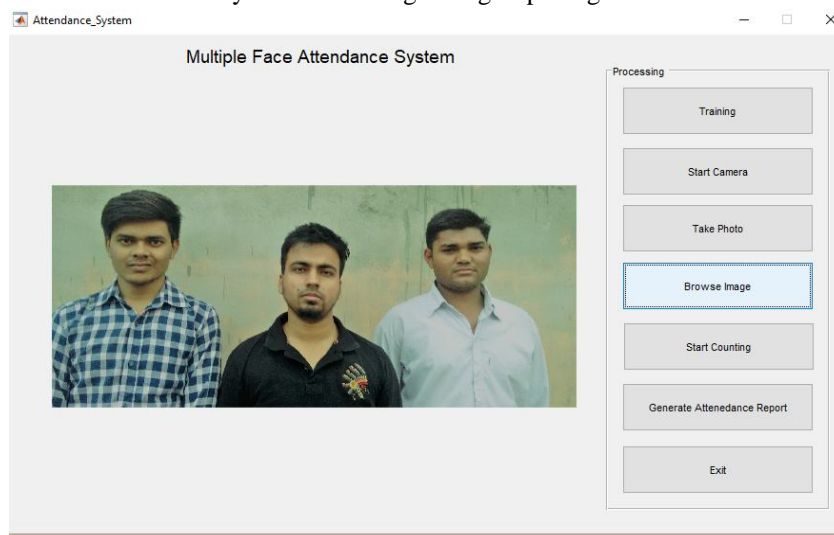 Attendance_System
Multiple Face Attendance System
Processing
Training
Start Camera
Take Photo
Browse Image
Start Counting
Generate Attenedance Report
Exit